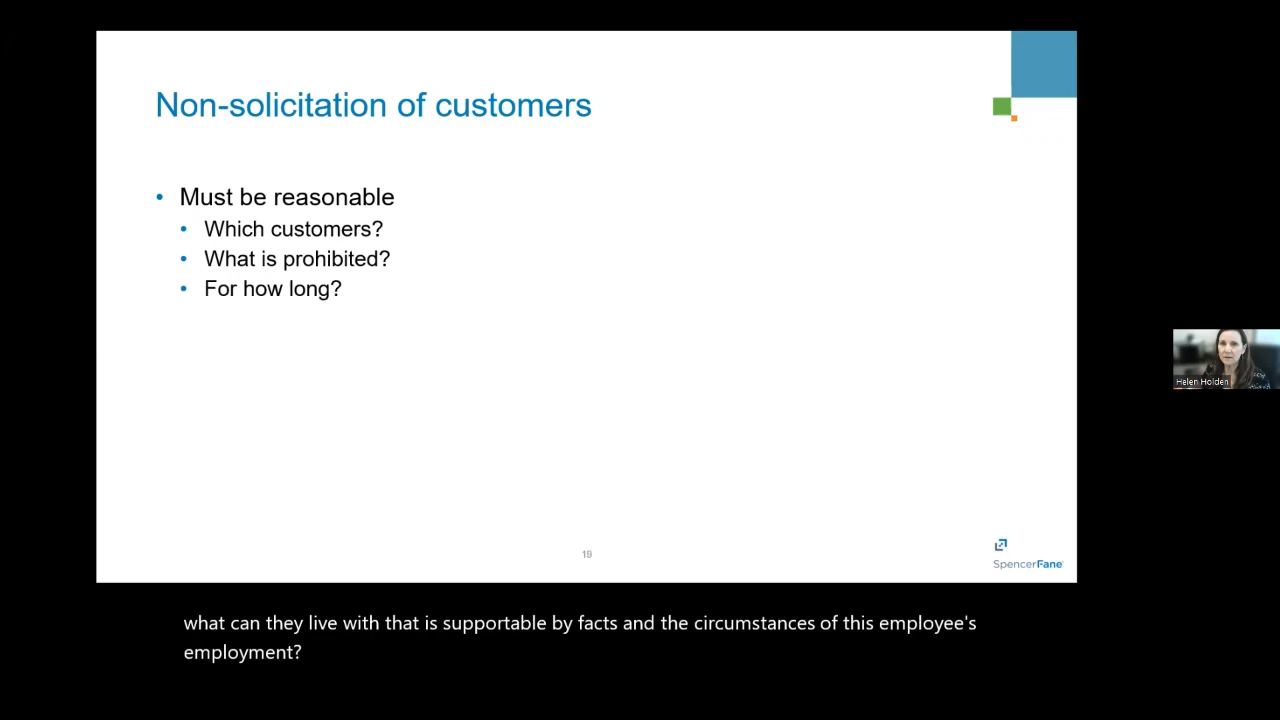 Non-solicitation of customers
• Must be reasonable
• Which customers?
• What is prohibited?
• For how long?
Helen Holden
19
SpencerFane
what can they live with that is supportable by facts and the circumstances of this employee's
employment?